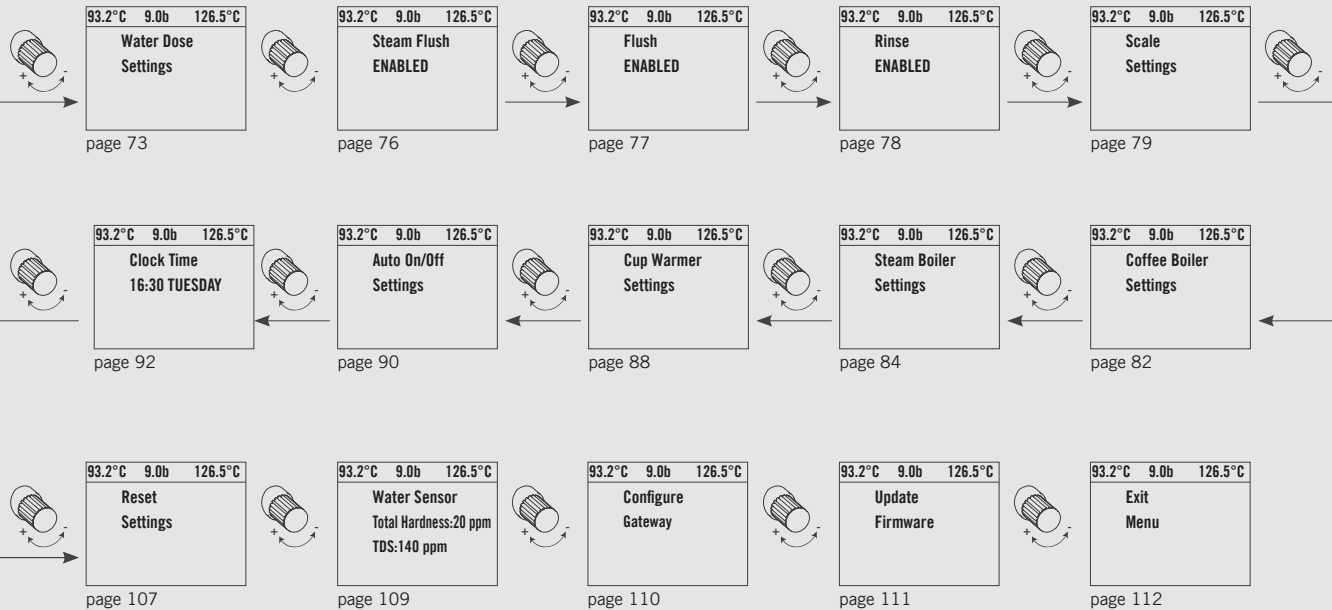 93.2°C 9.0b 126.5°C
Water Dose
Settings
page 73
93.2°C 9.0b 126.5°C
Steam Flush
ENABLED
page 76
93.2°C 9.0b 126.5°C
Flush
ENABLED
page 77
93.2°C 9.0b 126.5°C
Rinse
ENABLED
page 78
93.2°C 9.0b 126.5°C
Scale
Settings
page 79
+ -
+ -
+ -
+ -
+ -
+ -
93.2°C 9.0b 126.5°C
Clock Time
16:30 TUESDAY
page 92
93.2°C 9.0b 126.5°C
Auto On/Off
Settings
page 90
93.2°C 9.0b 126.5°C
Cup Warmer
Settings
page 88
93.2°C 9.0b 126.5°C
Steam Boiler
Settings
page 84
93.2°C 9.0b 126.5°C
Coffee Boiler
Settings
page 82
+ -
+ -
+ -
+ -
+ -
93.2°C 9.0b 126.5°C
Reset
Settings
page 107
93.2°C 9.0b 126.5°C
Water Sensor
Total Hardness:20 ppm
TDS:140 ppm
page 109
93.2°C 9.0b 126.5°C
Configure
Gateway
page 110
93.2°C 9.0b 126.5°C
Update
Firmware
page 111
93.2°C 9.0b 126.5°C
Exit
Menu
page 112
+ -
+ -
+ -
+ -
+ -